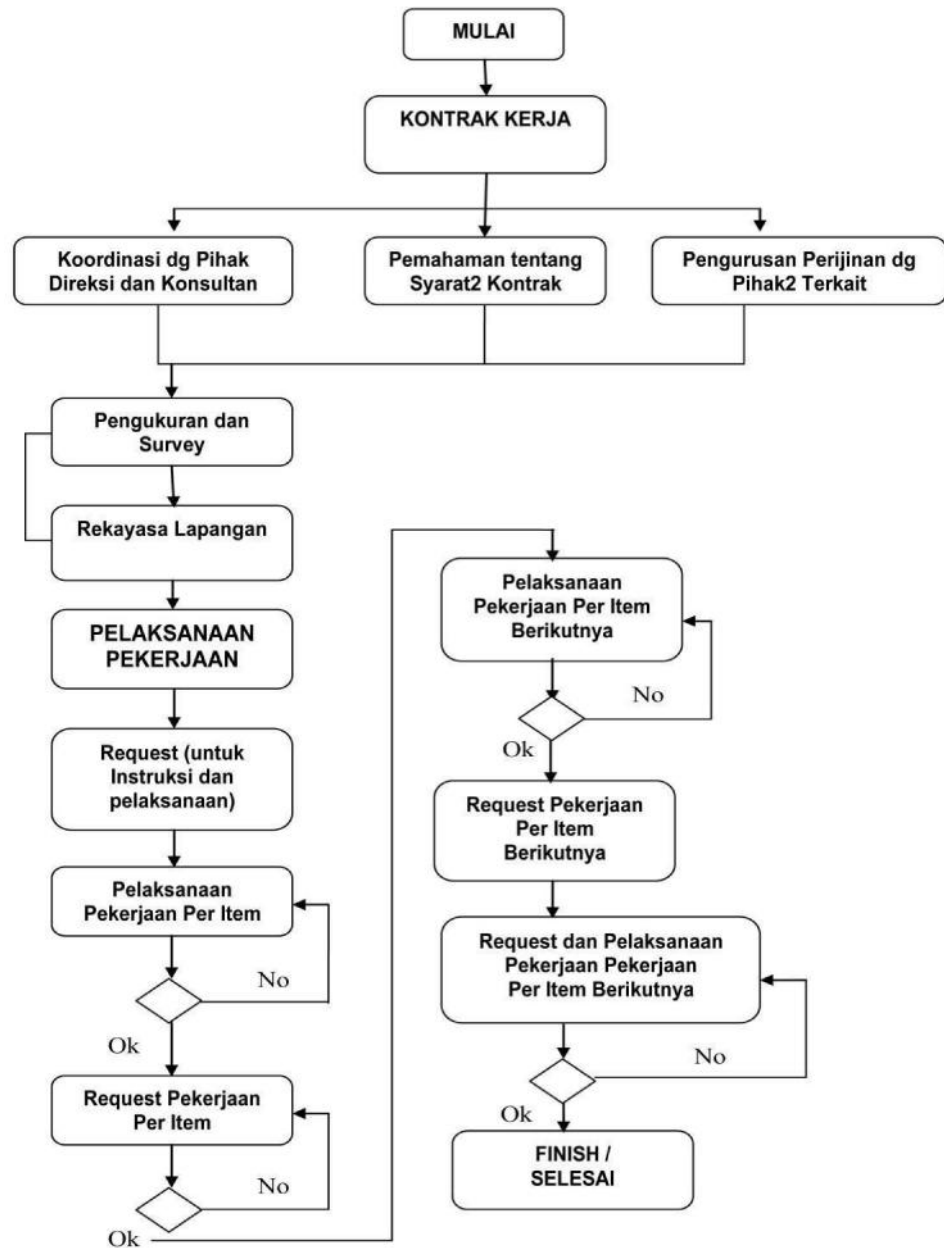 MULAI
KONTRAK KERJA
Koordinasi dg Pihak
Direksi dan Konsultan
Pemahaman tentang
Syarat2 Kontrak
Pengurusan Perijinan dg
Pihak2 Terkait
Pengukuran dan
Survey
Rekayasa Lapangan
PELAKSANAAN
PEKERJAAN
Request (untuk
Instruksi dan
pelaksanaan)
Pelaksanaan
Pekerjaan Per Item
No
Ok
Request Pekerjaan
Per Item
No
Ok
Pelaksanaan
Pekerjaan Per Item
Berikutnya
No
Ok
Request Pekerjaan
Per Item
Berikutnya
Request dan Pelaksanaan
Pekerjaan Pekerjaan
Per Item Berikutnya
No
Ok
FINISH /
SELESAI